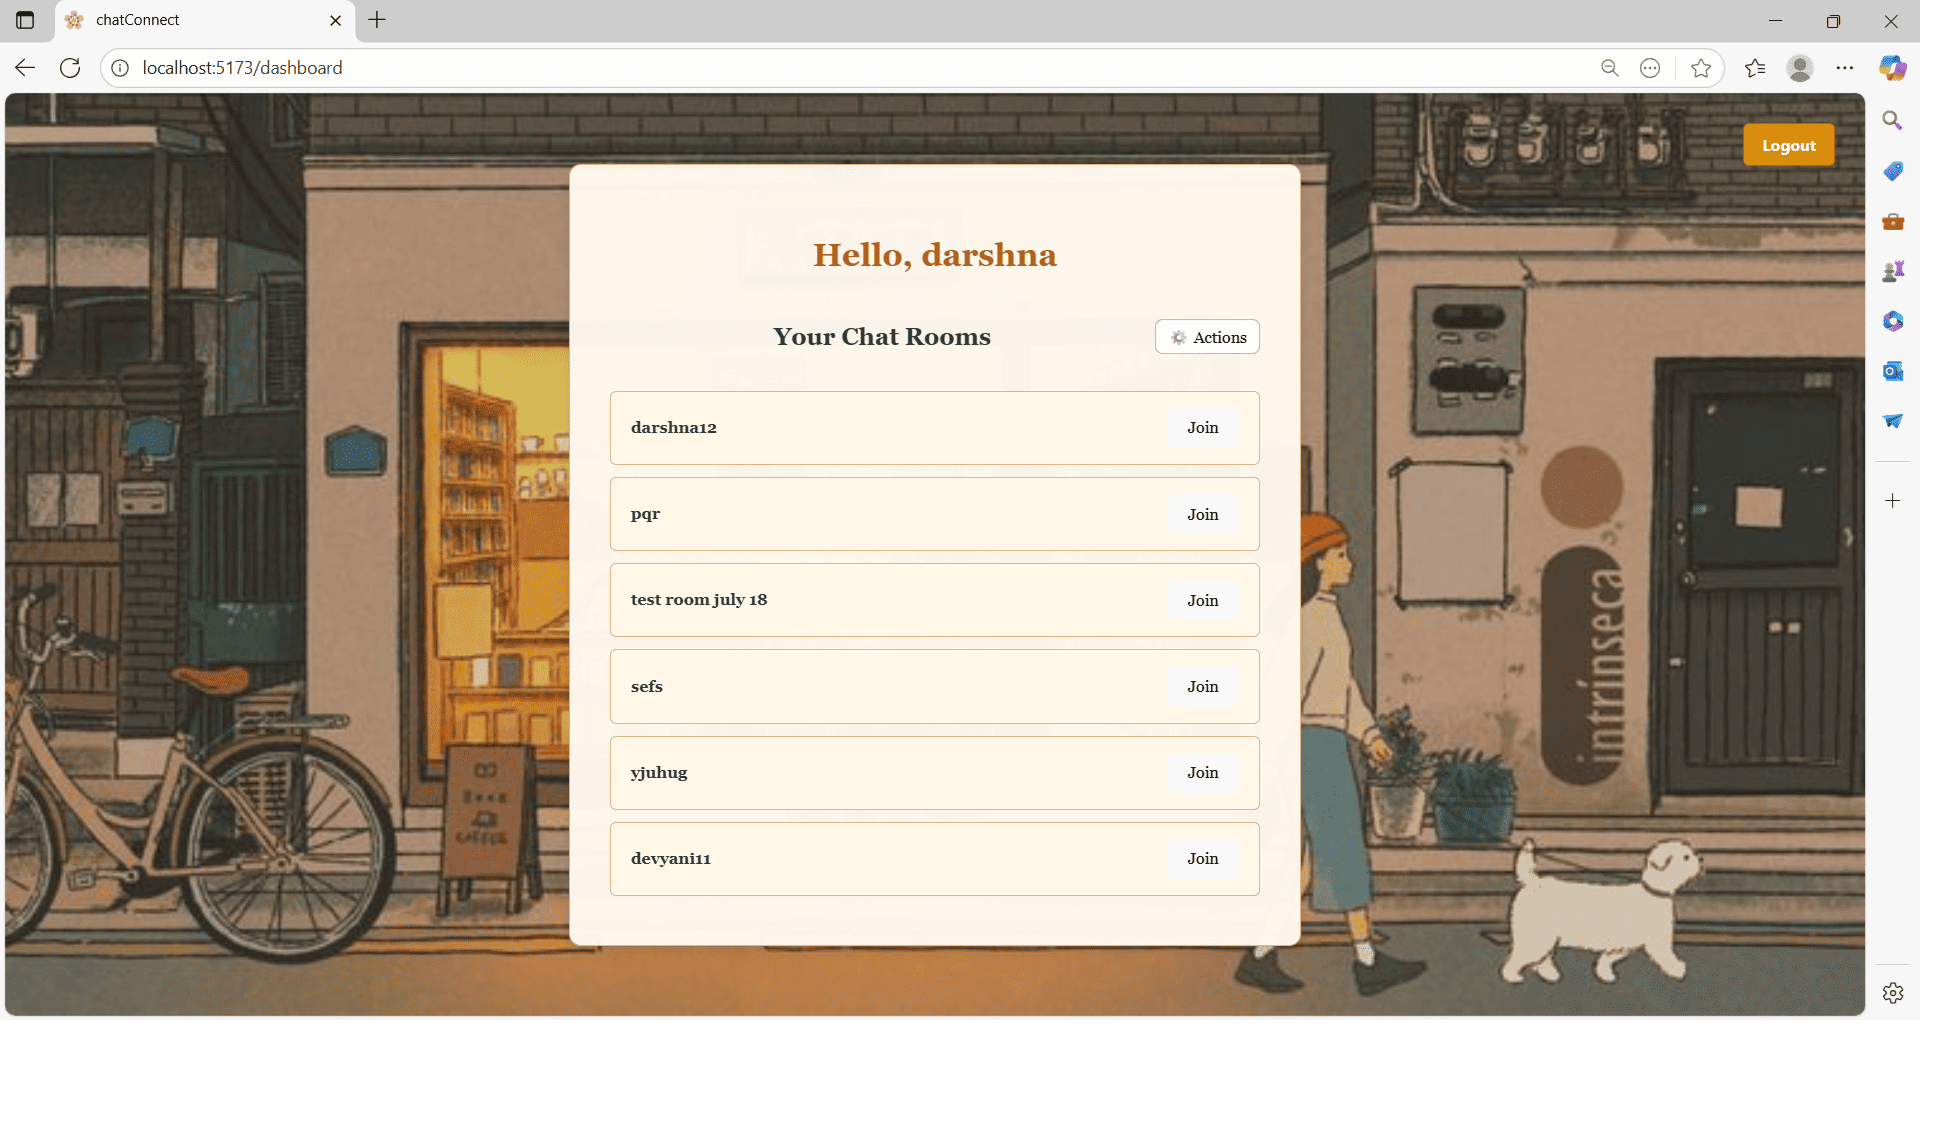 chatConnect
localhost:5173/dashboard
Logout
Hello, darshna
Your Chat Rooms
Actions
darshna12
Join
pqr
Join
test room july 18
Join
sefs
Join
yjuhug
Join
devyani11
Join
intrínseca